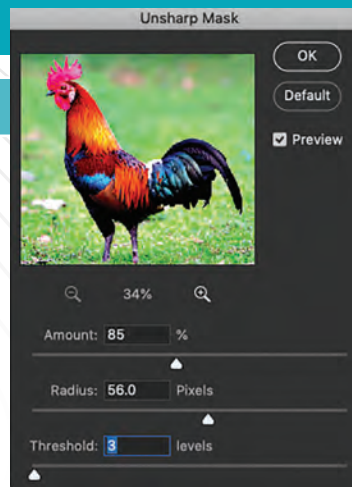 Unsharp Mask
OK
Default
Preview
34%
Amount: 85 %
Radius: 56.0 Pixels
Threshold: 3 levels